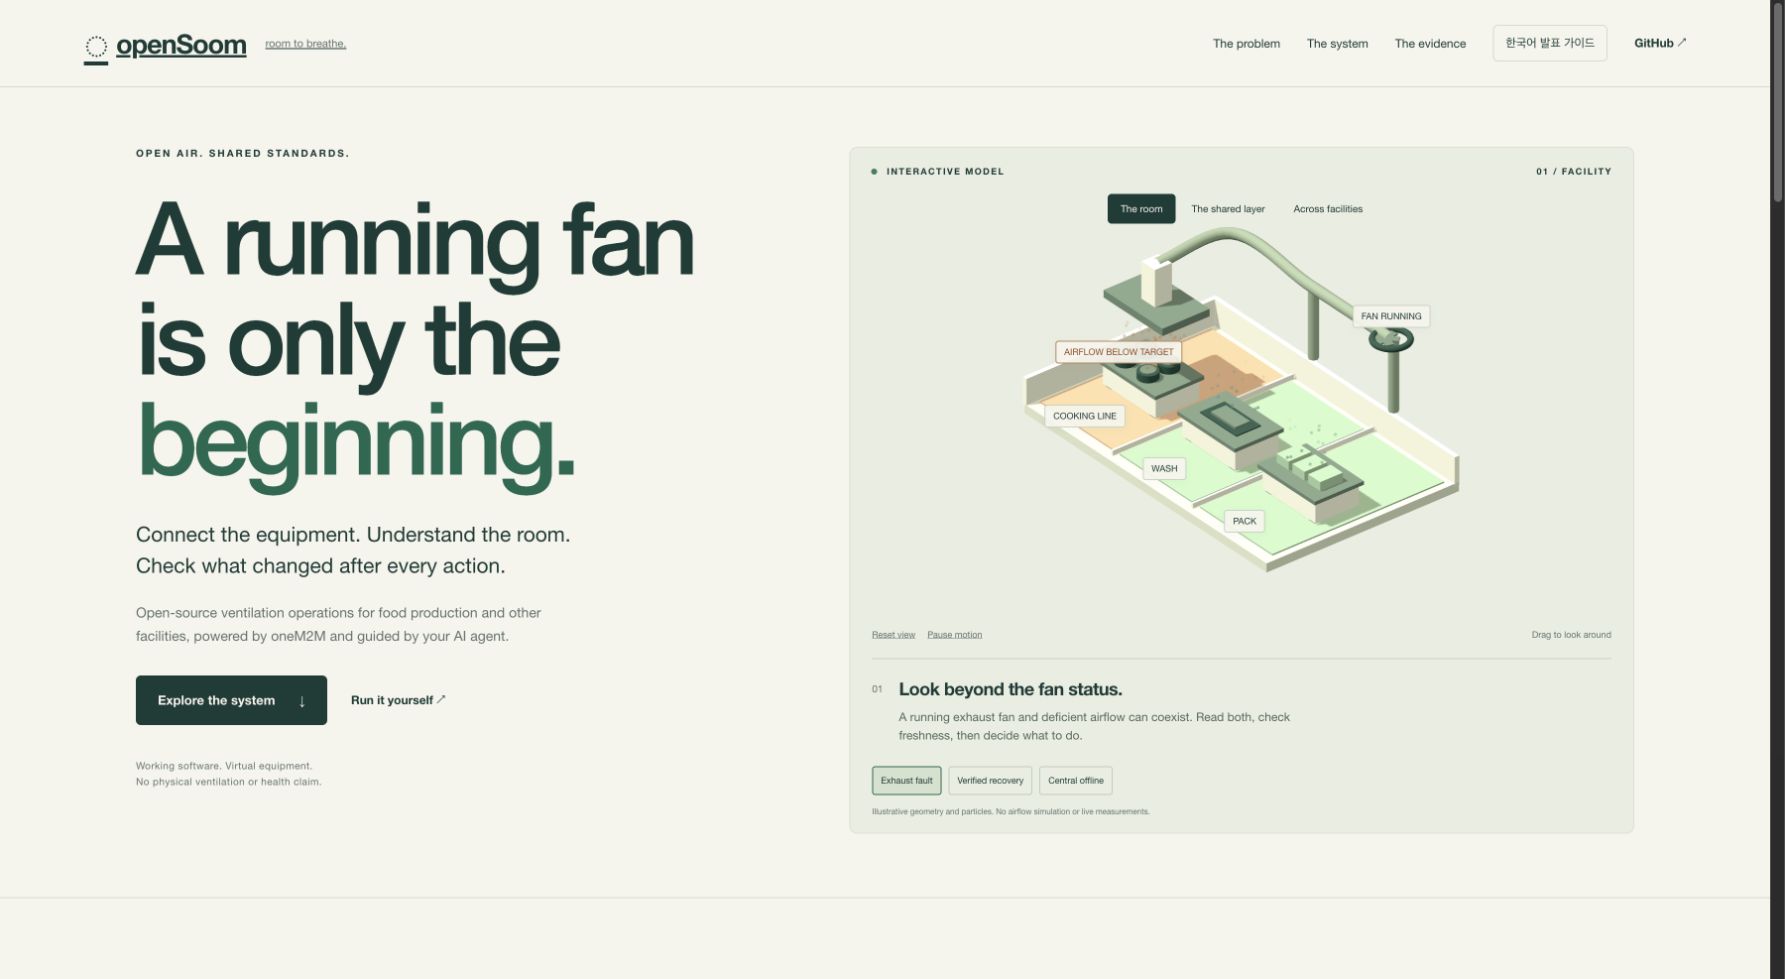 openSoom
room to breathe.
The problem
The system
The evidence
한국어 발표 가이드
GitHub ↗
OPEN AIR. SHARED STANDARDS.
A running fan
is only the
beginning.
Connect the equipment. Understand the room.
Check what changed after every action.
Open-source ventilation operations for food production and other
facilities, powered by oneM2M and guided by your AI agent.
Explore the system ↓
Run it yourself ↗
Working software. Virtual equipment.
No physical ventilation or health claim.
INTERACTIVE MODEL
01 / FACILITY
The room
The shared layer
Across facilities
FAN RUNNING
AIRFLOW BELOW TARGET
COOKING LINE
WASH
PACK
Reset view
Pause motion
Drag to look around
01
Look beyond the fan status.
A running exhaust fan and deficient airflow can coexist. Read both, check
freshness, then decide what to do.
Exhaust fault
Verified recovery
Central offline
Illustrative geometry and particles. No airflow simulation or live measurements.